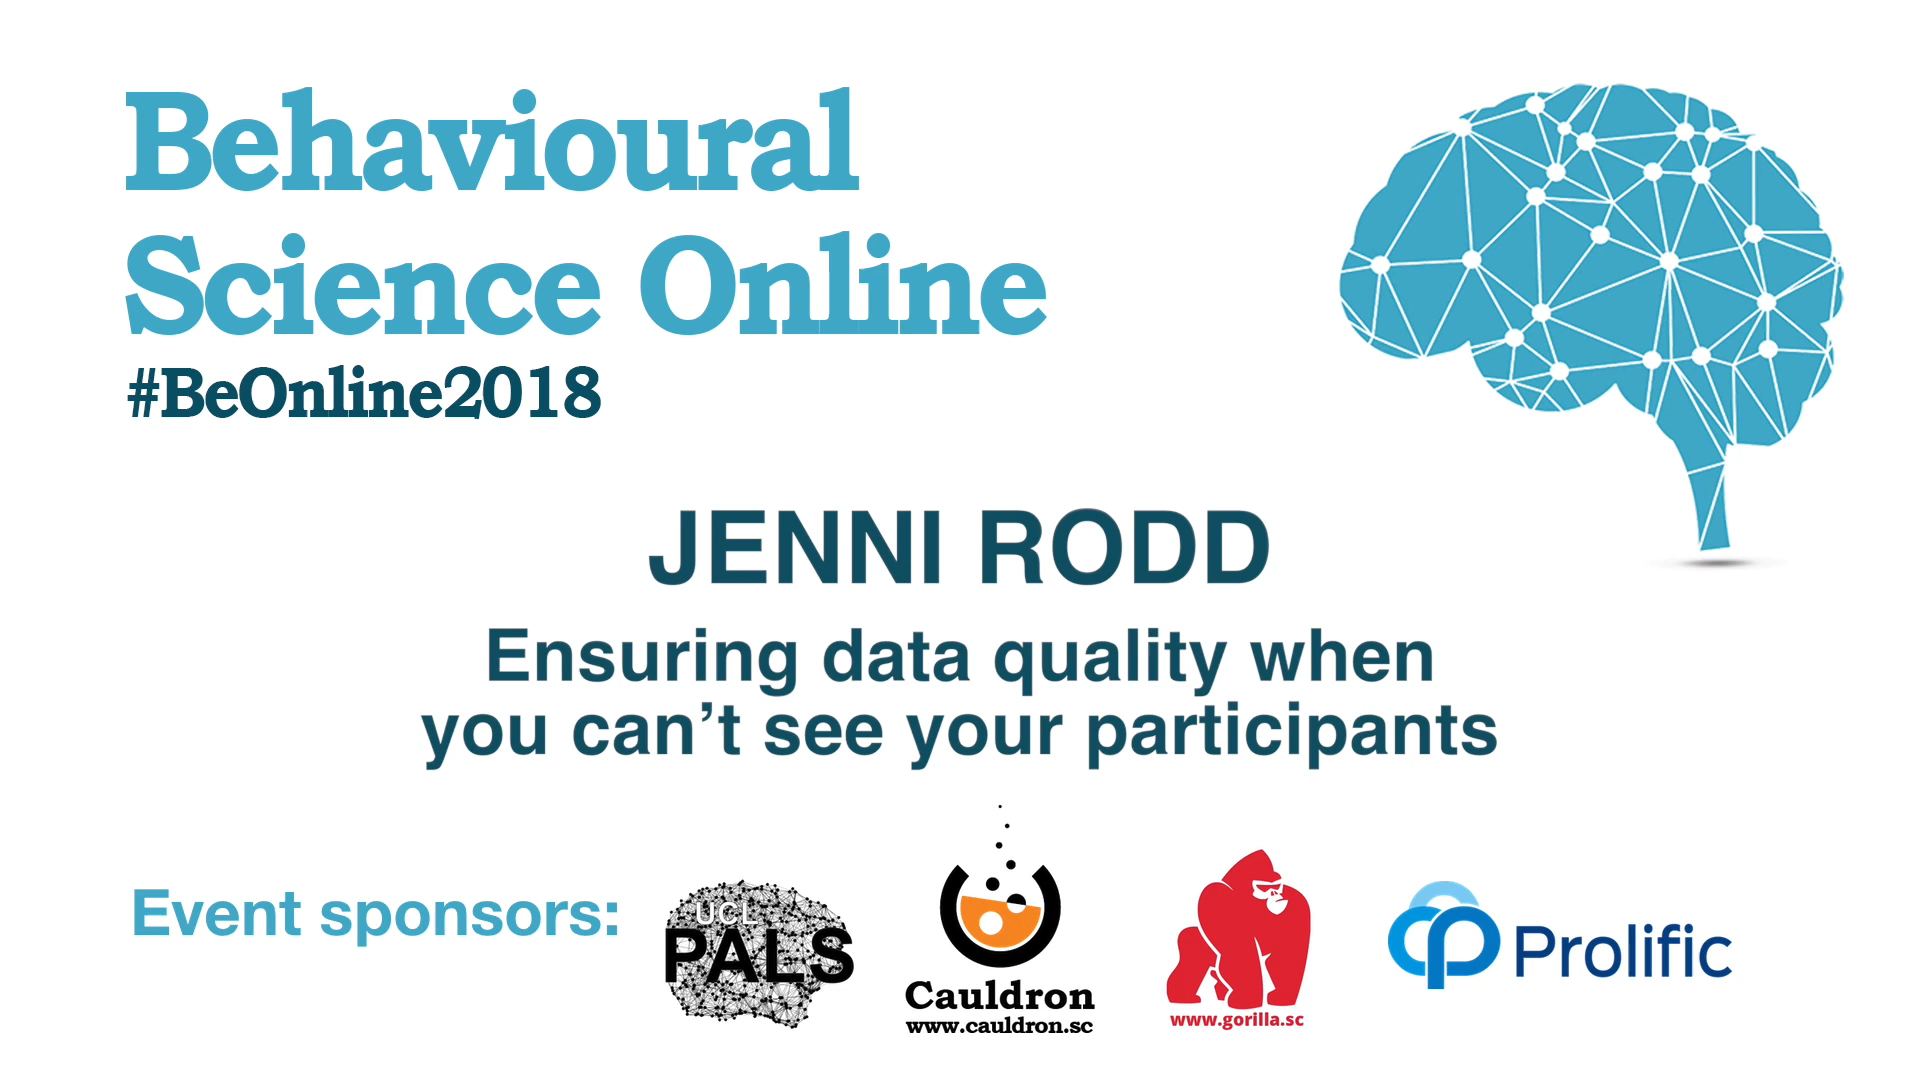 Behavioural
Science Online
#BeOnline2018
JENNI RODD
Ensuring data quality when
you can’t see your participants
Event sponsors:
UCL
PALS
Cauldron
www.cauldron.sc
www.gorilla.sc
Prolific